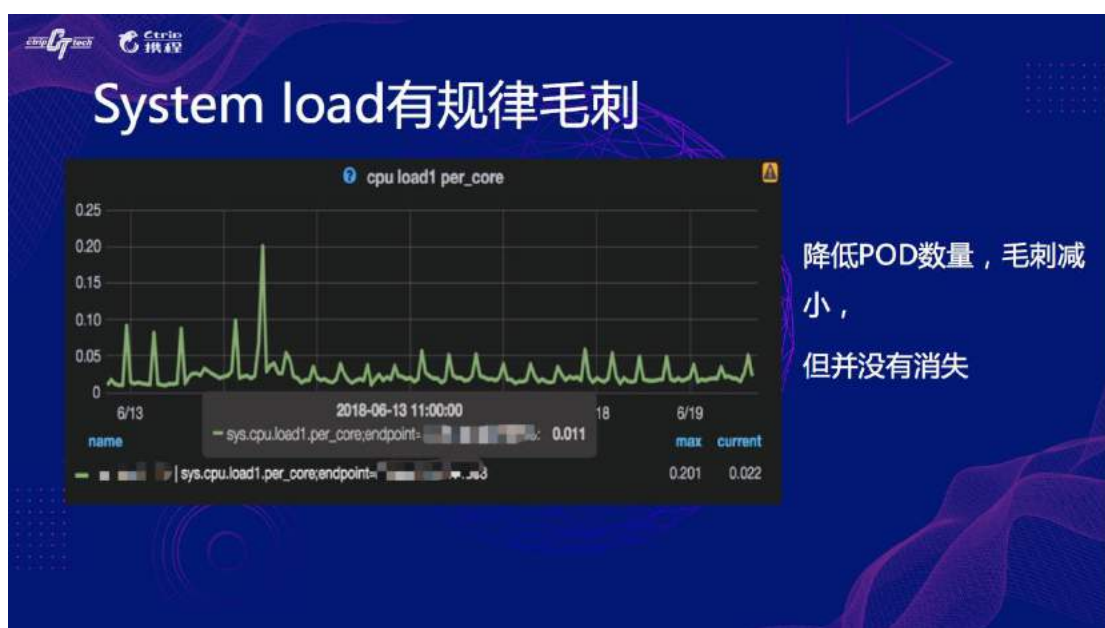 ctrip tech Ctrip
携程
System load有规律毛刺
cpu load1 per_core
0.25
0.20
0.15
0.10
0.05
0
6/13
18
6/19
2018-06-13 11:00:00
sys.cpu.load1.per_core;endpoint= : 0.011
name
max current
| sys.cpu.load1.per_core;endpoint=
0.201 0.022
降低POD数量，毛刺减
小，
但并没有消失